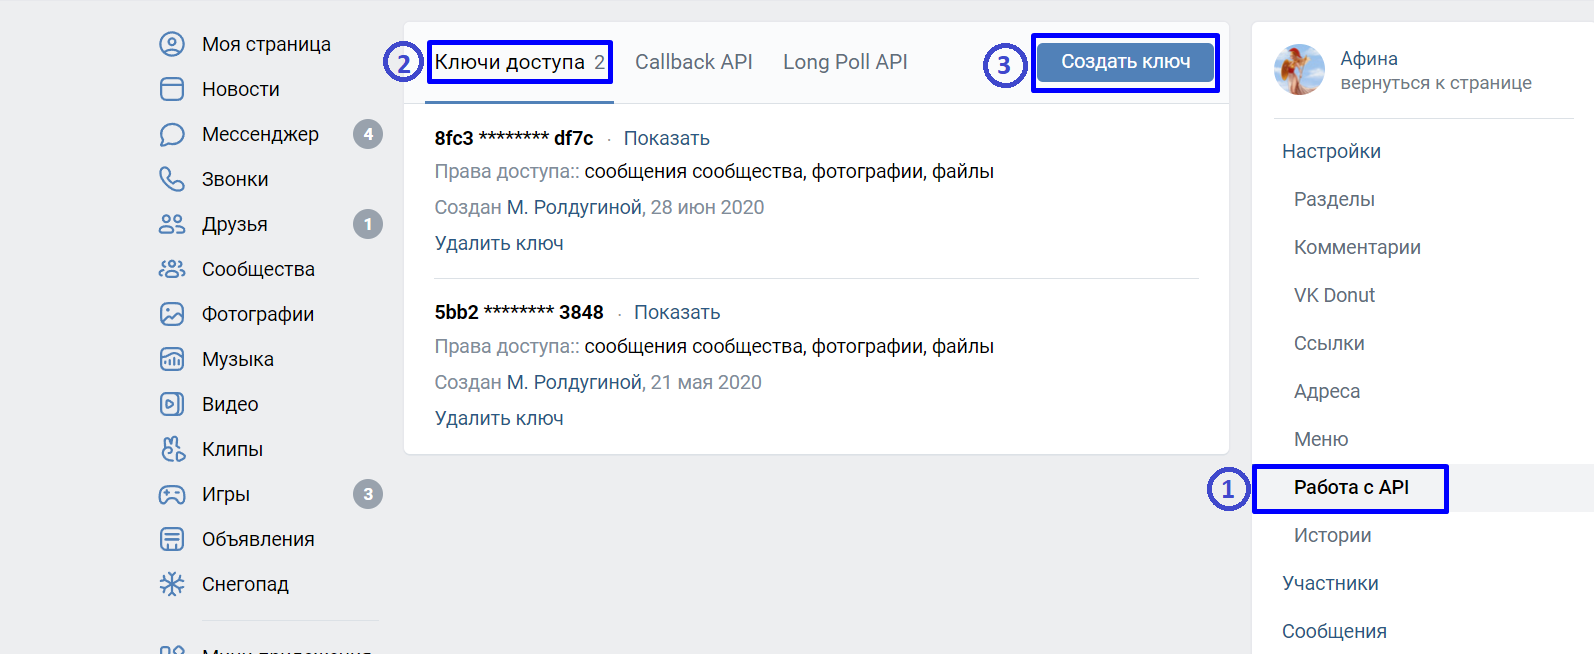 Моя страница
Новости
Мессенджер 4
Звонки
Друзья 1
Сообщества
Фотографии
Музыка
Видео
Клипы
Игры 3
Объявления
Снегопад
2 Ключи доступа 2 Callback API Long Poll API 3 Создать ключ
8fc3 ******** df7c · Показать
Права доступа:: сообщения сообщества, фотографии, файлы
Создан М. Ролдугиной, 28 июн 2020
Удалить ключ
5bb2 ******** 3848 · Показать
Права доступа:: сообщения сообщества, фотографии, файлы
Создан М. Ролдугиной, 21 мая 2020
Удалить ключ
Афина
вернуться к странице
Настройки
Разделы
Комментарии
VK Donut
Ссылки
Адреса
Меню
1 Работа с API
Истории
Участники
Сообщения